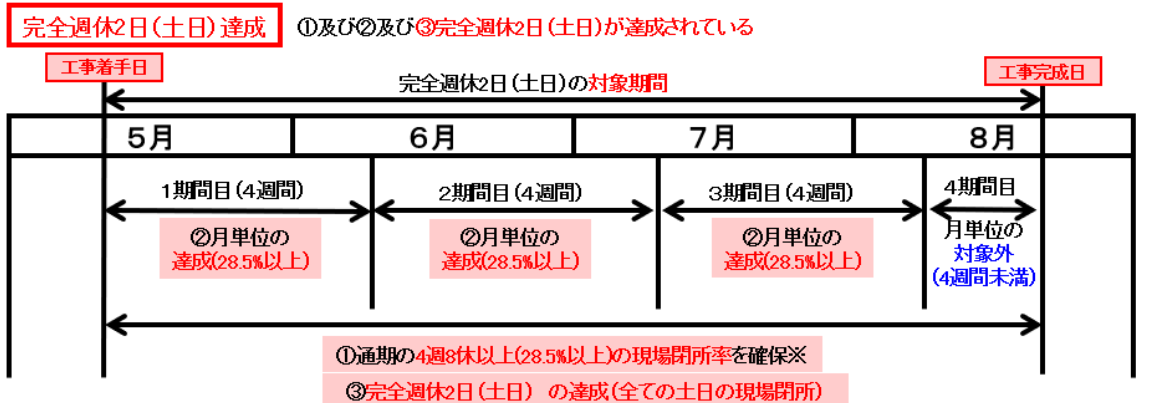 完全週休2日(土日)達成 ①及び②及び③完全週休2日(土日)が達成されている
工事着手日
工事完成日
完全週休2日(土日)の対象期間
5月 6月 7月 8月
1期間目(4週間) 2期間目(4週間) 3期間目(4週間) 4期間目
②月単位の ②月単位の ②月単位の 月単位の
達成(28.5%以上) 達成(28.5%以上) 達成(28.5%以上) 対象外
(4週間未満)
①通期の4週8休以上(28.5%以上)の現場閉所率を確保※
③完全週休2日(土日) の達成(全ての土日の現場閉所)